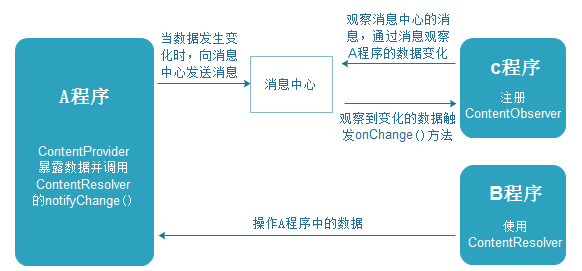 A程序
ContentProvider
暴露数据并调用
ContentResolver
的notifyChange()
当数据发生变
化时，向消息
中心发送消息
消息中心
观察消息中心的消
息，通过消息观察
A程序的数据变化
观察到变化的数据触
发onChange()方法
c程序
注册
ContentObserver
操作A程序中的数据
B程序
使用
ContentResolver